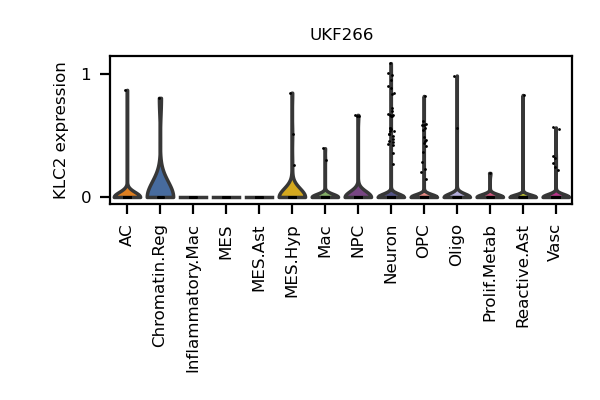 UKF266
KLC2 expression
1
0
AC
Chromatin.Reg
Inflammatory.Mac
MES
MES.Ast
MES.Hyp
Mac
NPC
Neuron
OPC
Oligo
Prolif.Metab
Reactive.Ast
Vasc